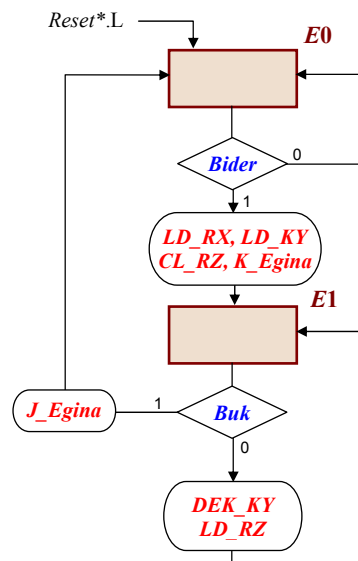 Reset*.L
E0
Bider
0
1
LD_RX, LD_KY
CL_RZ, K_Egina
E1
J_Egina
1
Buk
0
DEK_KY
LD_RZ